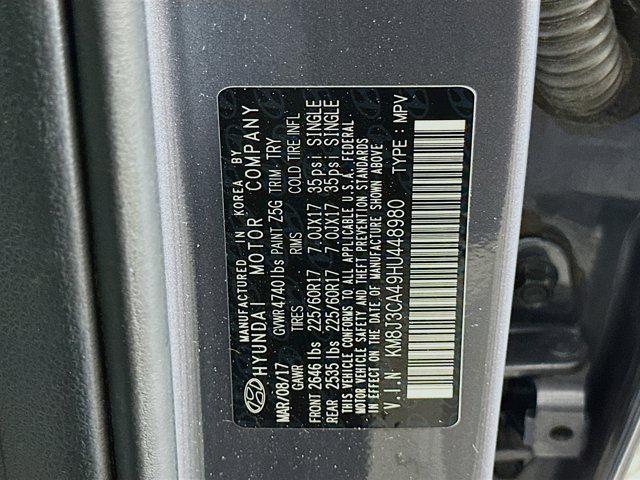 MANUFACTURED IN KOREA BY
HYUNDAI MOTOR COMPANY
MAR/08/17 GVWR 4740 lbs PAINT Z5G TRIM TRY
GAWR TIRES RIMS COLD TIRE INFL
FRONT 2646 lbs 225/60R17 7.0JX17 35psi SINGLE
REAR 2535 lbs 225/60R17 7.0JX17 35psi SINGLE
THIS VEHICLE CONFORMS TO ALL APPLICABLE U.S.A. FEDERAL
MOTOR VEHICLE SAFETY AND THEFT PREVENTION STANDARDS
IN EFFECT ON THE DATE OF MANUFACTURE SHOWN ABOVE
V.I.N KM8J3CA49HU448980 TYPE : MPV